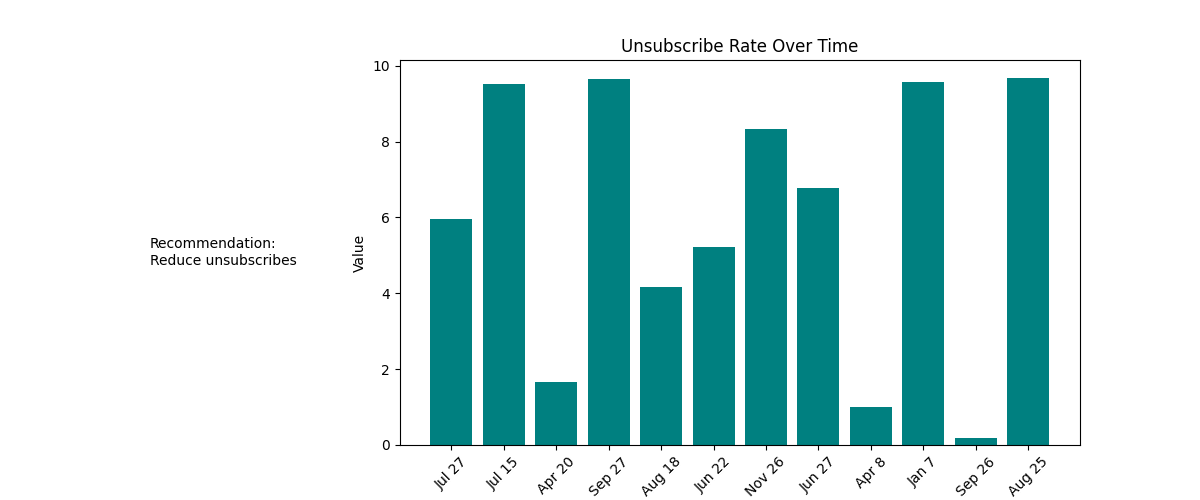 Unsubscribe Rate Over Time
Recommendation:
Reduce unsubscribes
Value
10
8
6
4
2
0
Jul 27
Jul 15
Apr 20
Sep 27
Aug 18
Jun 22
Nov 26
Jun 27
Apr 8
Jan 7
Sep 26
Aug 25